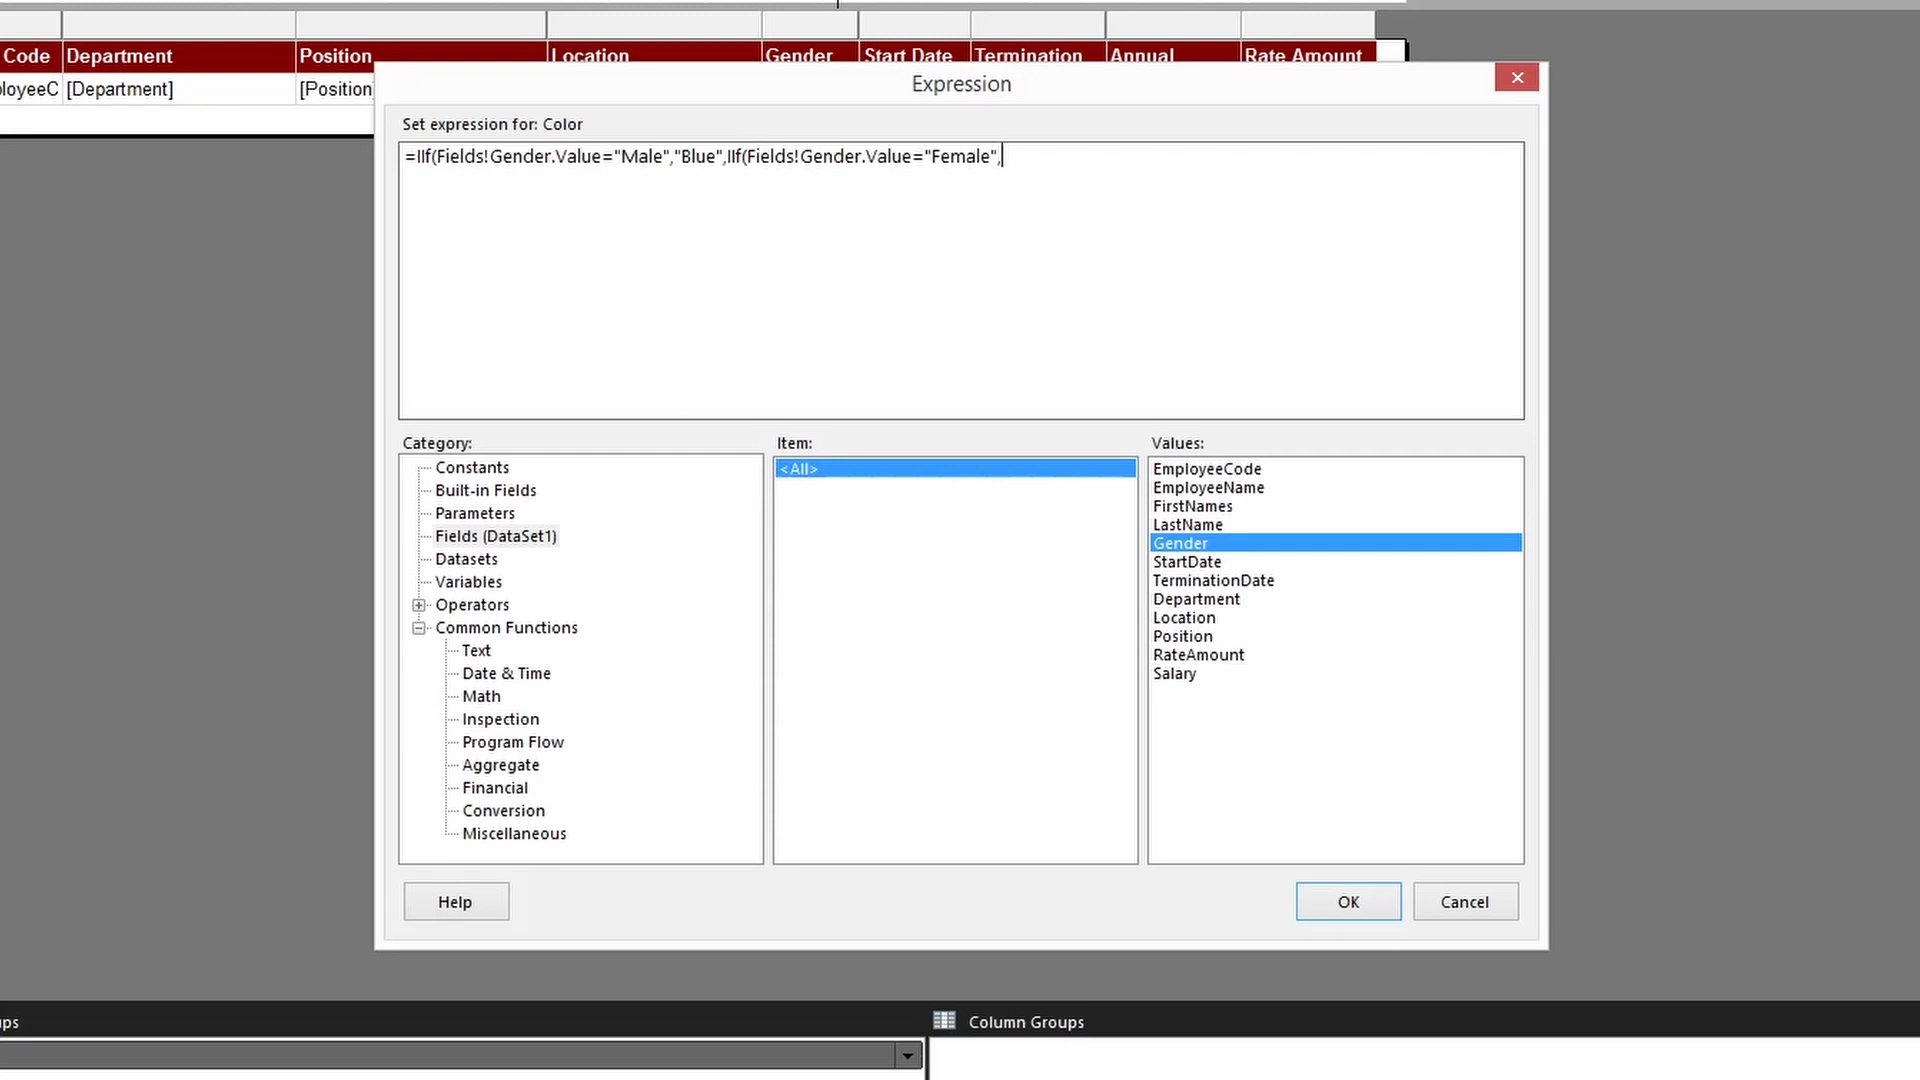 Code Department Position Location Gender Start Date Termination Annual Rate Amount
loyeeC [Department] [Position
Expression
Set expression for: Color
=IIf(Fields!Gender.Value="Male","Blue",IIf(Fields!Gender.Value="Female",
Category: Item: Values:
Constants
Built-in Fields
Parameters
Fields (DataSet1)
Datasets
Variables
Operators
Common Functions
Text
Date & Time
Math
Inspection
Program Flow
Aggregate
Financial
Conversion
Miscellaneous
<All>
EmployeeCode
EmployeeName
FirstNames
LastName
Gender
StartDate
TerminationDate
Department
Location
Position
RateAmount
Salary
Help OK Cancel
ups Column Groups